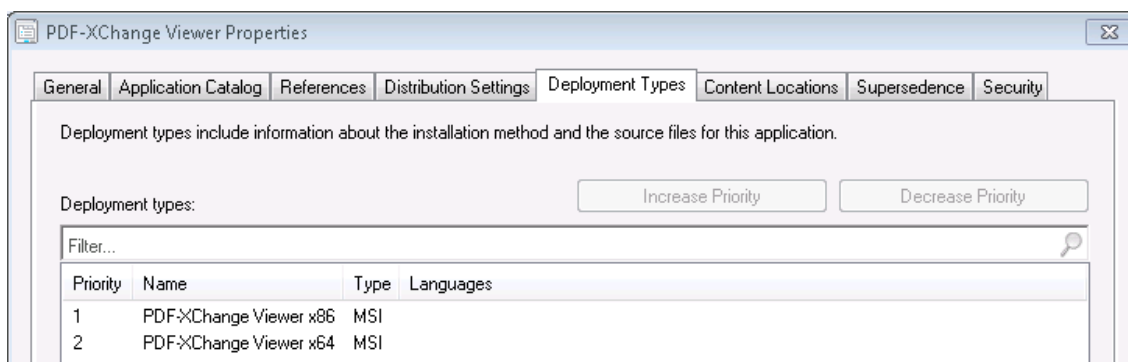 PDF-XChange Viewer Properties
General Application Catalog References Distribution Settings Deployment Types Content Locations Supersedence Security
Deployment types include information about the installation method and the source files for this application.
Increase Priority Decrease Priority
Deployment types:
Filter...
Priority Name Type Languages
1 PDF-XChange Viewer x86 MSI
2 PDF-XChange Viewer x64 MSI